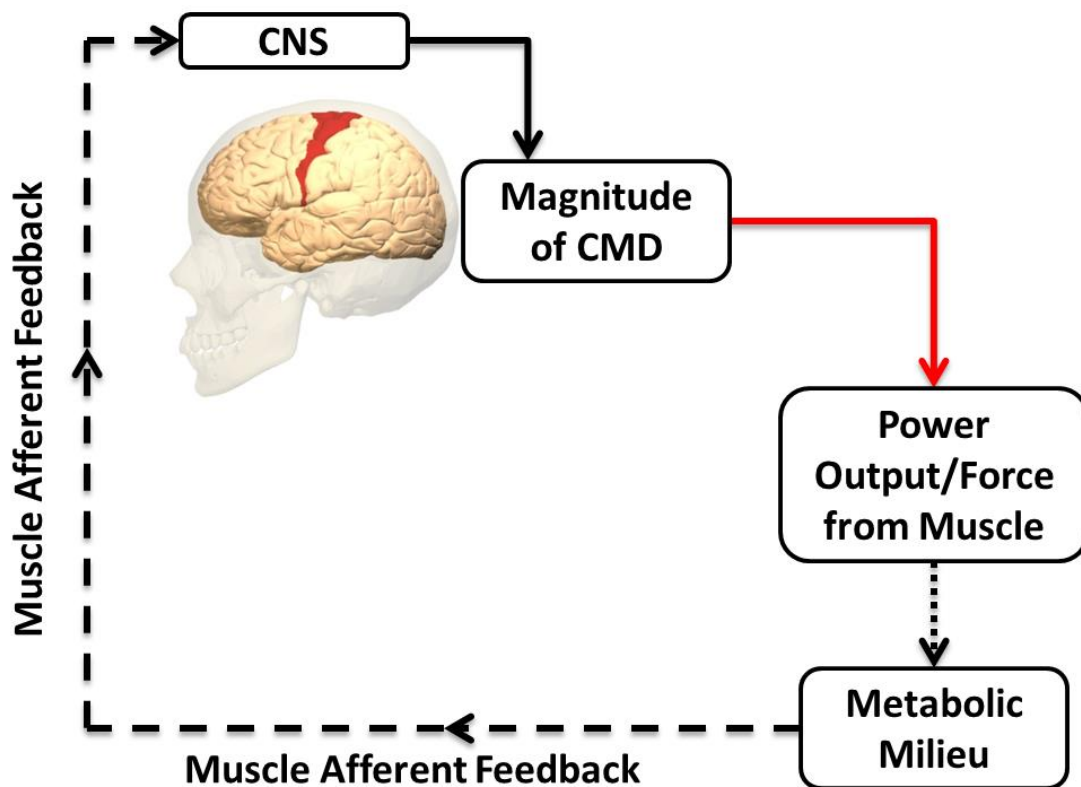 CNS
Magnitude
of CMD
Power
Output/Force
from Muscle
Metabolic
Milieu
Muscle Afferent Feedback
Muscle Afferent Feedback